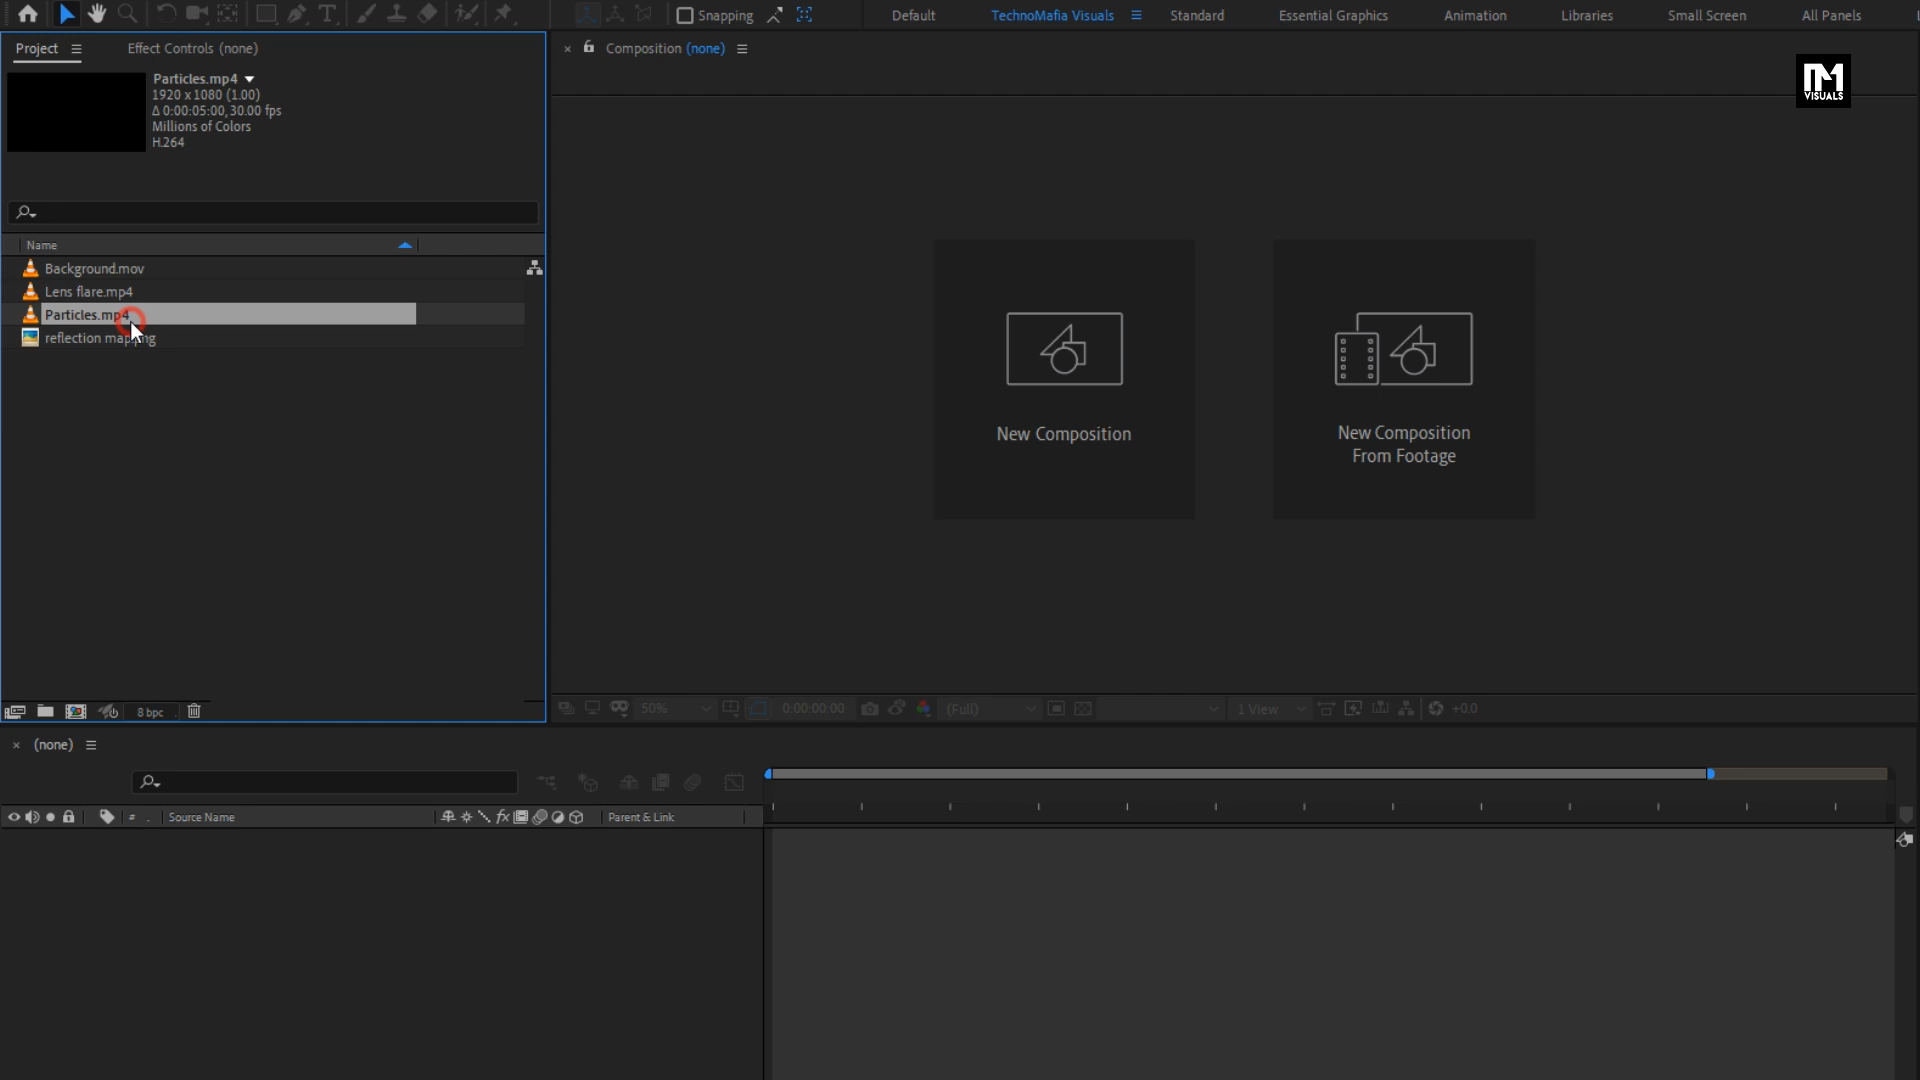 Snapping
Default
TechnoMafia Visuals
Standard
Essential Graphics
Animation
Libraries
Small Screen
All Panels
Project
Effect Controls (none)
Composition (none)
Particles.mp4
1920 x 1080 (1.00)
Δ 0:00:05:00, 30.00 fps
Millions of Colors
H.264
VISUALS
Name
Background.mov
Lens flare.mp4
Particles.mp4
reflection mapping
New Composition
New Composition
From Footage
8 bpc
50%
0:00:00:00
(Full)
1 View
+0.0
(none)
#
Source Name
Parent & Link